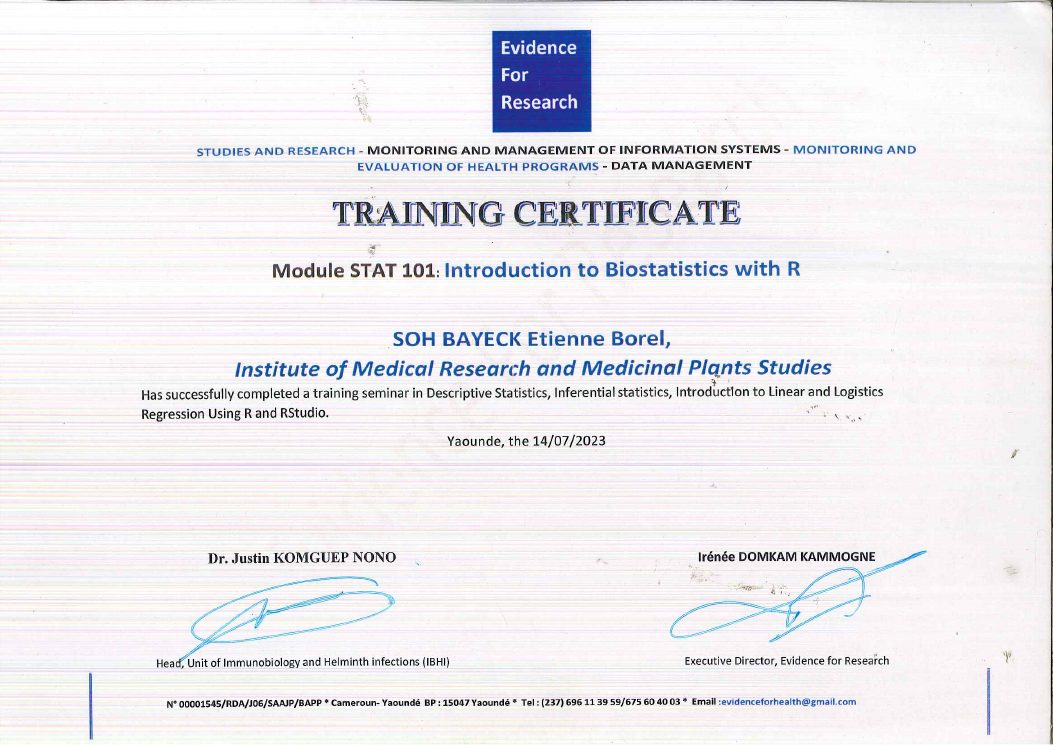 Evidence
For
Research
STUDIES AND RESEARCH - MONITORING AND MANAGEMENT OF INFORMATION SYSTEMS - MONITORING AND
EVALUATION OF HEALTH PROGRAMS - DATA MANAGEMENT
TRAINING CERTIFICATE
Module STAT 101: Introduction to Biostatistics with R
SOH BAYECK Etienne Borel,
Institute of Medical Research and Medicinal Plants Studies
Has successfully completed a training seminar in Descriptive Statistics, Inferential statistics, Introduction to Linear and Logistics
Regression Using R and RStudio.
Yaounde, the 14/07/2023
Dr. Justin KOMGUEP NONO
Irénée DOMKAM KAMMOGNE
Head, Unit of Immunobiology and Helminth infections (IBHI)
Executive Director, Evidence for Research
N° 00001545/RDA/J06/SAAJP/BAPP * Cameroun- Yaoundé BP : 15047 Yaoundé * Tel : (237) 696 11 39 59/675 60 40 03 * Email :evidenceforhealth@gmail.com